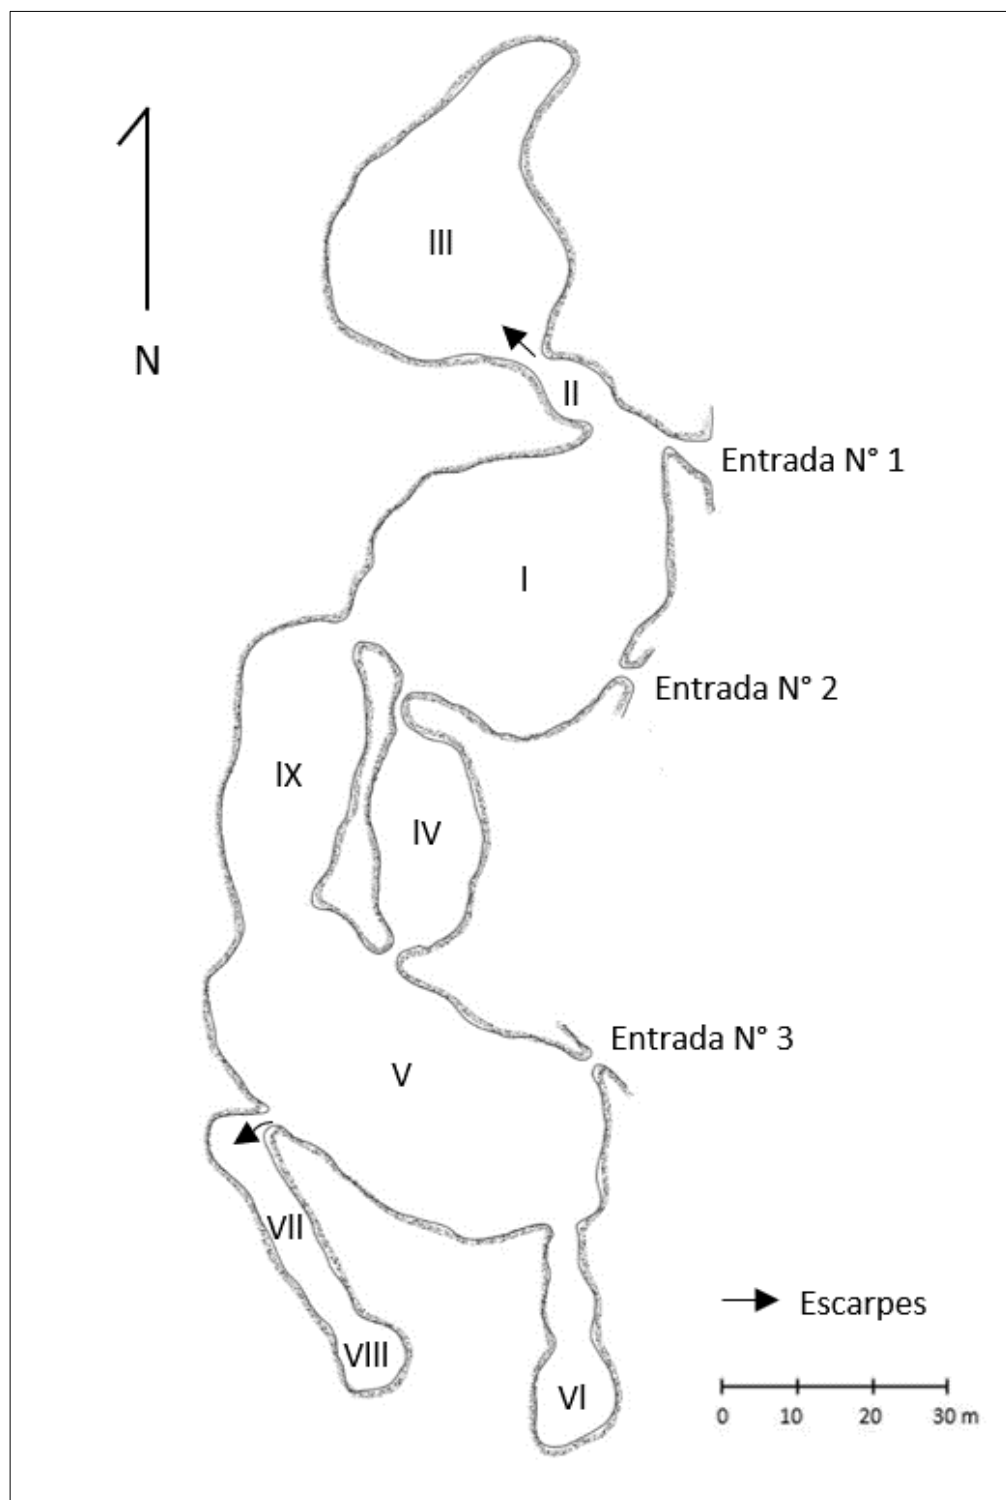 III
N
II
Entrada N° 1
I
Entrada N° 2
IX
IV
Entrada N° 3
V
VII
Escarpes
VIII
VI
0 10 20 30 m